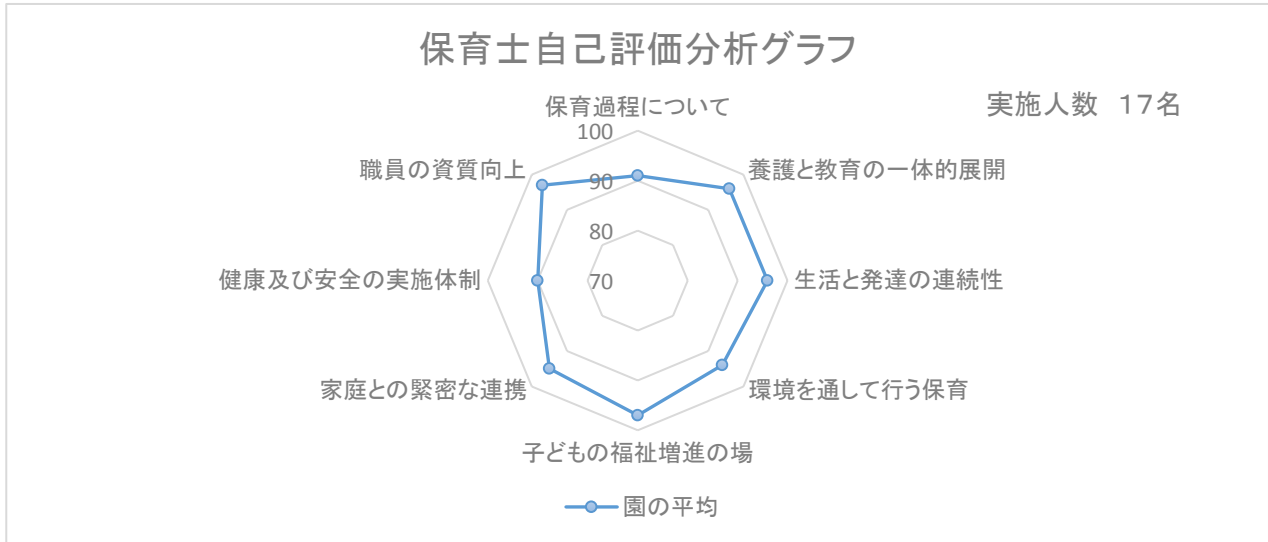 保育士自己評価分析グラフ
実施人数 17名
保育過程について
100
養護と教育の一体的展開
職員の資質向上
90
80
健康及び安全の実施体制
70
生活と発達の連続性
家庭との緊密な連携
環境を通して行う保育
子どもの福祉増進の場
園の平均